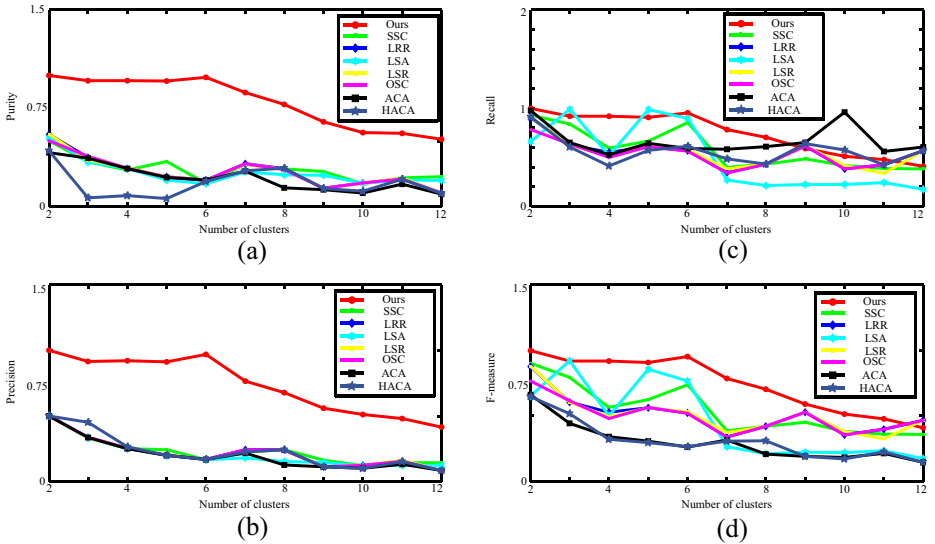 1.5
0.75
0
Purity
2
4
6
8
10
12
Number of clusters
(a)
Ours
SSC
LRR
LSA
LSR
OSC
ACA
HACA
2
1
0
Recall
2
4
6
8
10
12
Number of clusters
(c)
Ours
SSC
LRR
LSA
LSR
OSC
ACA
HACA
1.5
0.75
0
Precision
2
4
6
8
10
12
Number of clusters
(b)
Ours
SSC
LRR
LSA
LSR
OSC
ACA
HACA
1.5
0.75
0
F-measure
2
4
6
8
10
12
Number of clusters
(d)
Ours
SSC
LRR
LSA
LSR
OSC
ACA
HACA